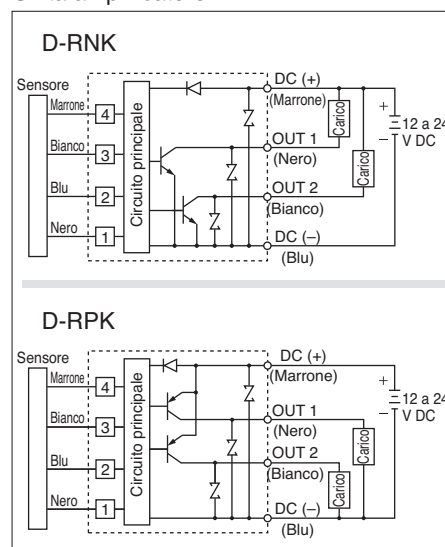 D-RNK
Sensore
Marrone
4
Bianco
3
Blu
2
Nero
1
Circuito principale
DC (+)
(Marrone)
OUT 1
(Nero)
OUT 2
(Bianco)
DC (–)
(Blu)
Carico
Carico
+
–
12 a 24
V DC
D-RPK
Sensore
Marrone
4
Bianco
3
Blu
2
Nero
1
Circuito principale
DC (+)
(Marrone)
OUT 1
(Nero)
OUT 2
(Bianco)
DC (–)
(Blu)
Carico
Carico
+
–
12 a 24
V DC